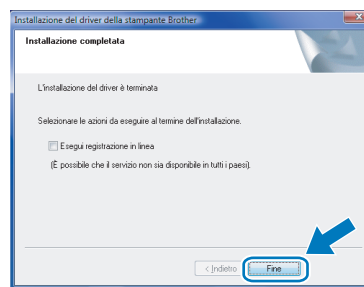 Installazione del driver della stampante Brother
Installazione completata
L'installazione del driver è terminata
Selezionare le azioni da eseguire al termine dell'installazione.
Esegui registrazione in linea
(È possibile che il servizio non sia disponibile in tutti i paesi).
< Indietro
Fine